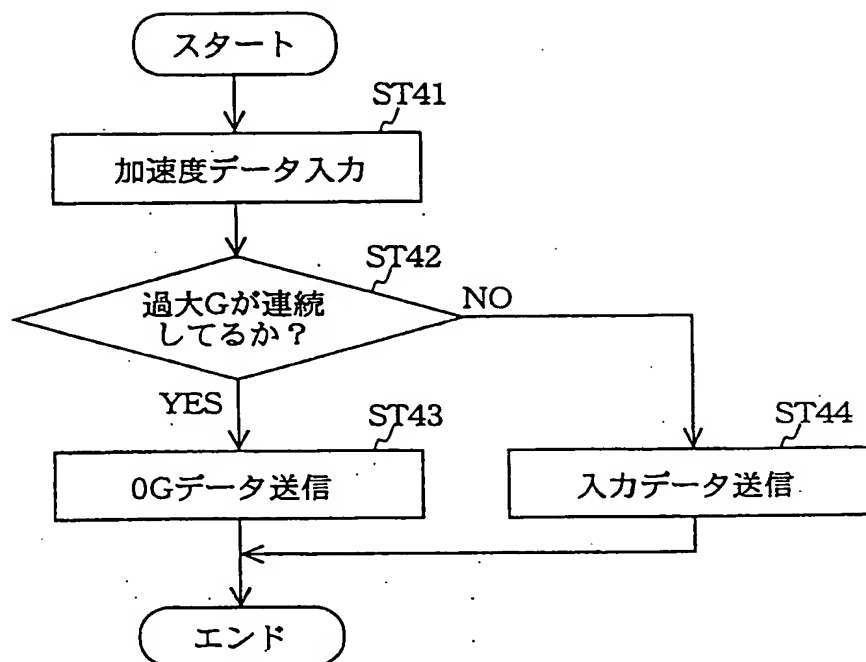 スタート
ST41
加速度データ入力
ST42
過大Gが連続
してるか？
NO
YES
ST43
0Gデータ送信
ST44
入力データ送信
エンド